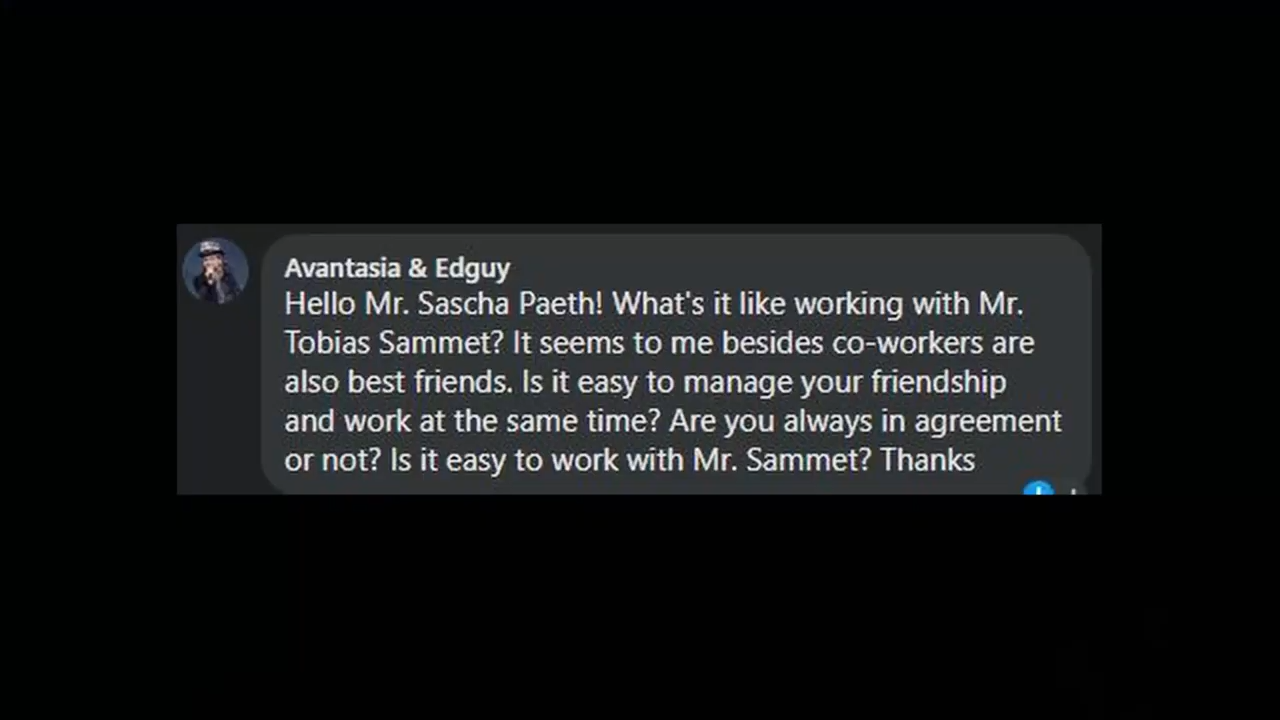 Avantasia & Edguy
Hello Mr. Sascha Paeth! What's it like working with Mr.
Tobias Sammet? It seems to me besides co-workers are
also best friends. Is it easy to manage your friendship
and work at the same time? Are you always in agreement
or not? Is it easy to work with Mr. Sammet? Thanks